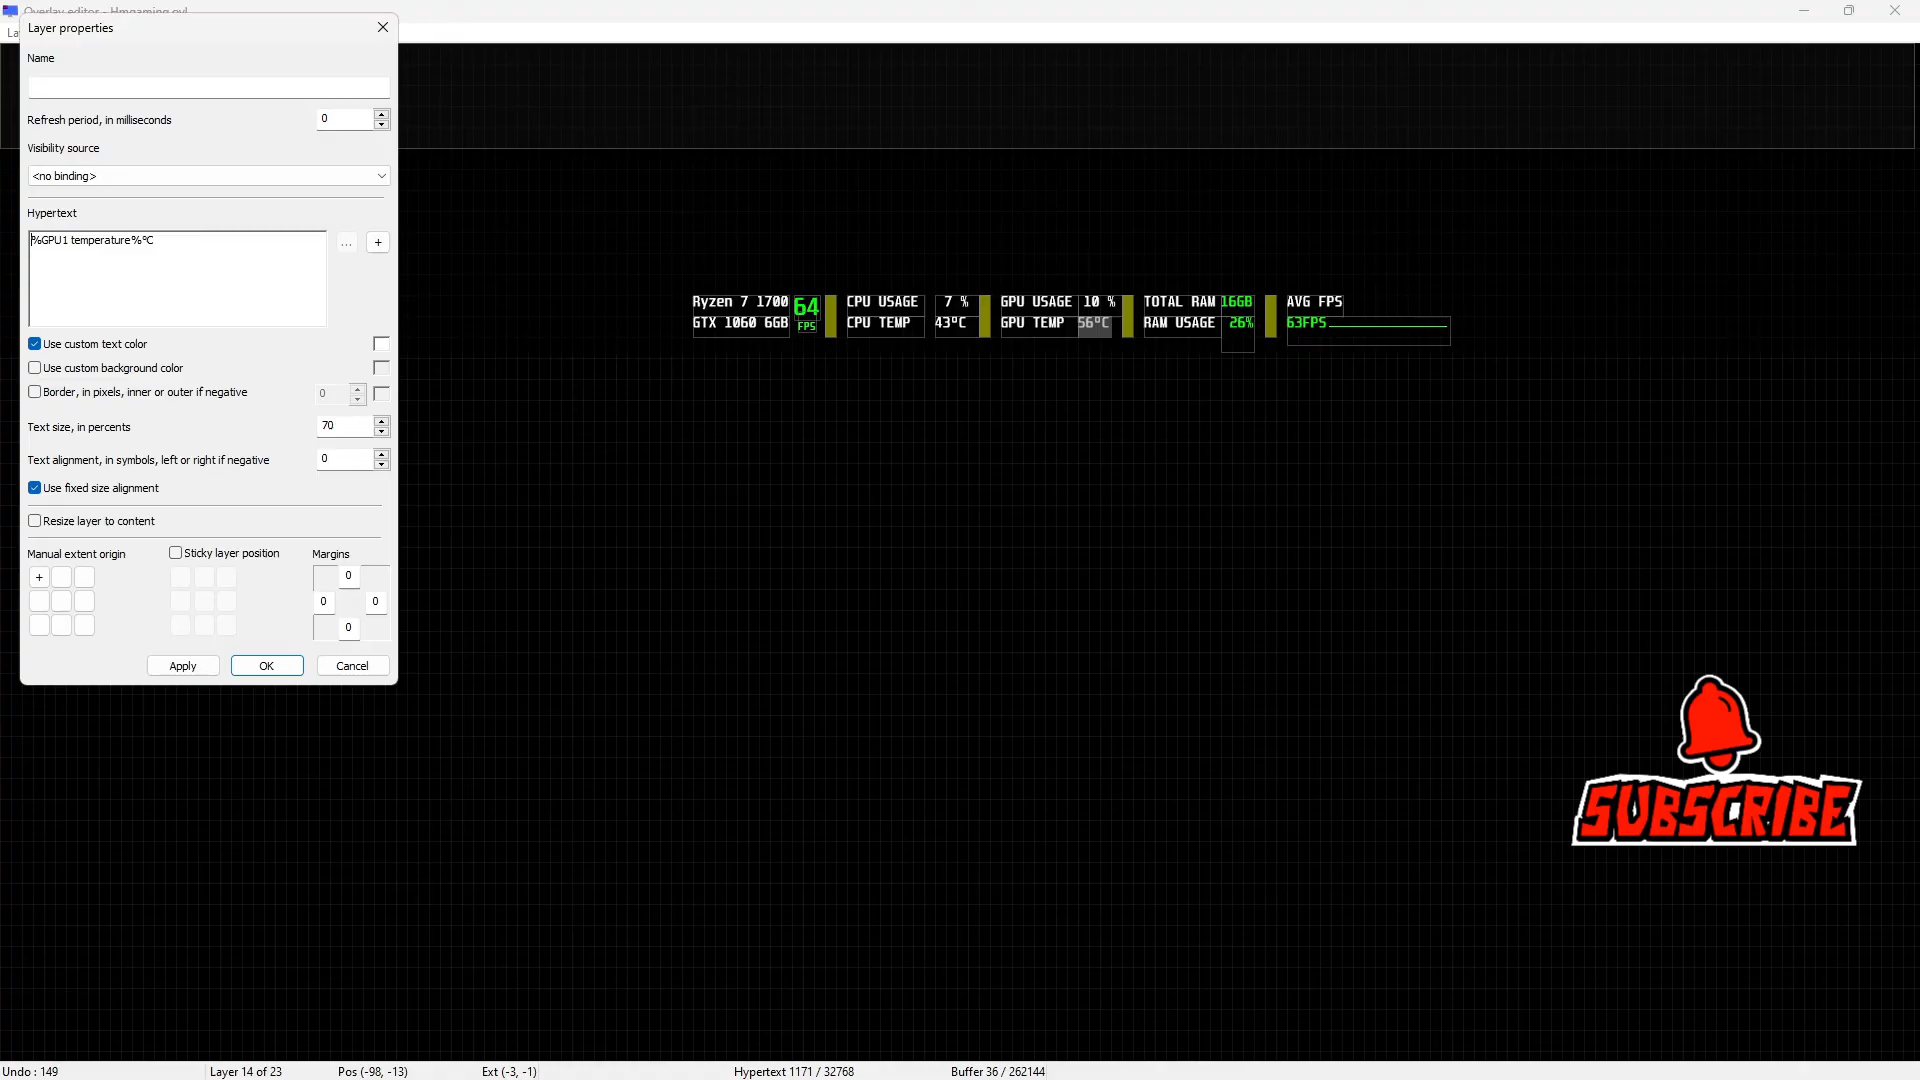 Overlay editor - Hmgaming.ovl
La
Layer properties
Name
Refresh period, in milliseconds
0
Visibility source
<no binding>
Hypertext
%GPU1 temperature%°C
...
+
Use custom text color
Use custom background color
Border, in pixels, inner or outer if negative
0
Text size, in percents
70
Text alignment, in symbols, left or right if negative
0
Use fixed size alignment
Resize layer to content
Manual extent origin
Sticky layer position
Margins
+
0
0
0
0
Apply
OK
Cancel
Ryzen 7 1700 64 CPU USAGE 7 % GPU USAGE 10 % TOTAL RAM 16GB AVG FPS
GTX 1060 6GB FPS CPU TEMP 43°C GPU TEMP 56°C RAM USAGE 26% 63FPS
SUBSCRIBE
Undo : 149
Layer 14 of 23
Pos (-98, -13)
Ext (-3, -1)
Hypertext 1171 / 32768
Buffer 36 / 262144